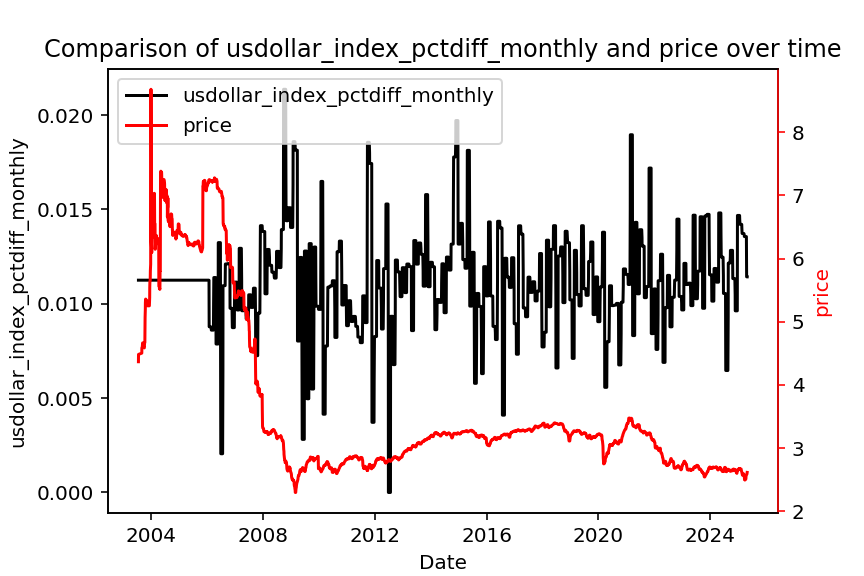 Comparison of usdollar_index_pctdiff_monthly and price over time
usdollar_index_pctdiff_monthly
price
0.020
0.015
0.010
0.005
0.000
usdollar_index_pctdiff_monthly
8
7
6
5
4
3
2
price
2004 2008 2012 2016 2020 2024
Date